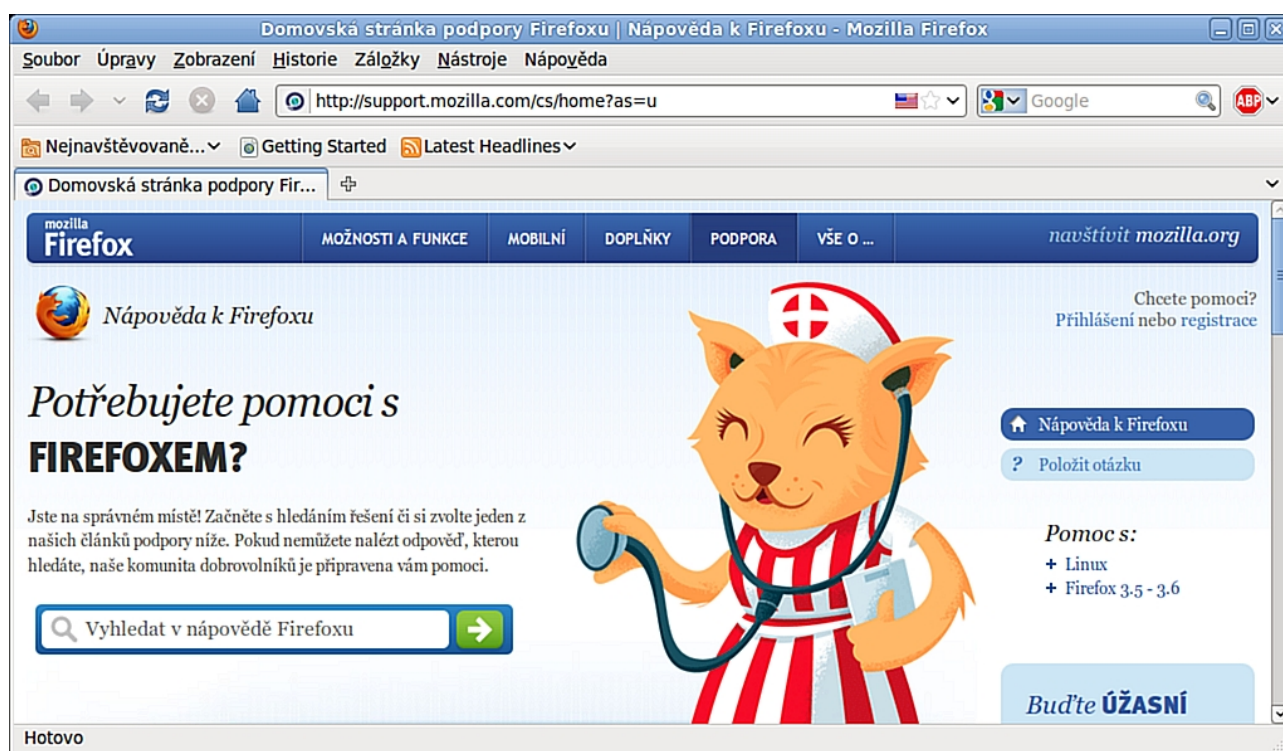 Domovská stránka podpory Firefoxu | Nápověda k Firefoxu - Mozilla Firefox
Soubor Úpravy Zobrazení Historie Záložky Nástroje Nápověda
http://support.mozilla.com/cs/home?as=u
Google
ABP
Nejnavštěvovaně... Getting Started Latest Headlines
Domovská stránka podpory Fir...
mozilla
Firefox
MOŽNOSTI A FUNKCE MOBILNÍ DOPLŇKY PODPORA VŠE O ...
navštívit mozilla.org
Nápověda k Firefoxu
Chcete pomoci?
Přihlášení nebo registrace
Potřebujete pomoci s
FIREFOXEM?
Jste na správném místě! Začněte s hledáním řešení či si zvolte jeden z
našich článků podpory níže. Pokud nemůžete nalézt odpověď, kterou
hledáte, naše komunita dobrovolníků je připravena vám pomoci.
Vyhledat v nápovědě Firefoxu
Nápověda k Firefoxu
? Položit otázku
Pomoc s:
+ Linux
+ Firefox 3.5 - 3.6
Buďte ÚŽASNÍ
Hotovo